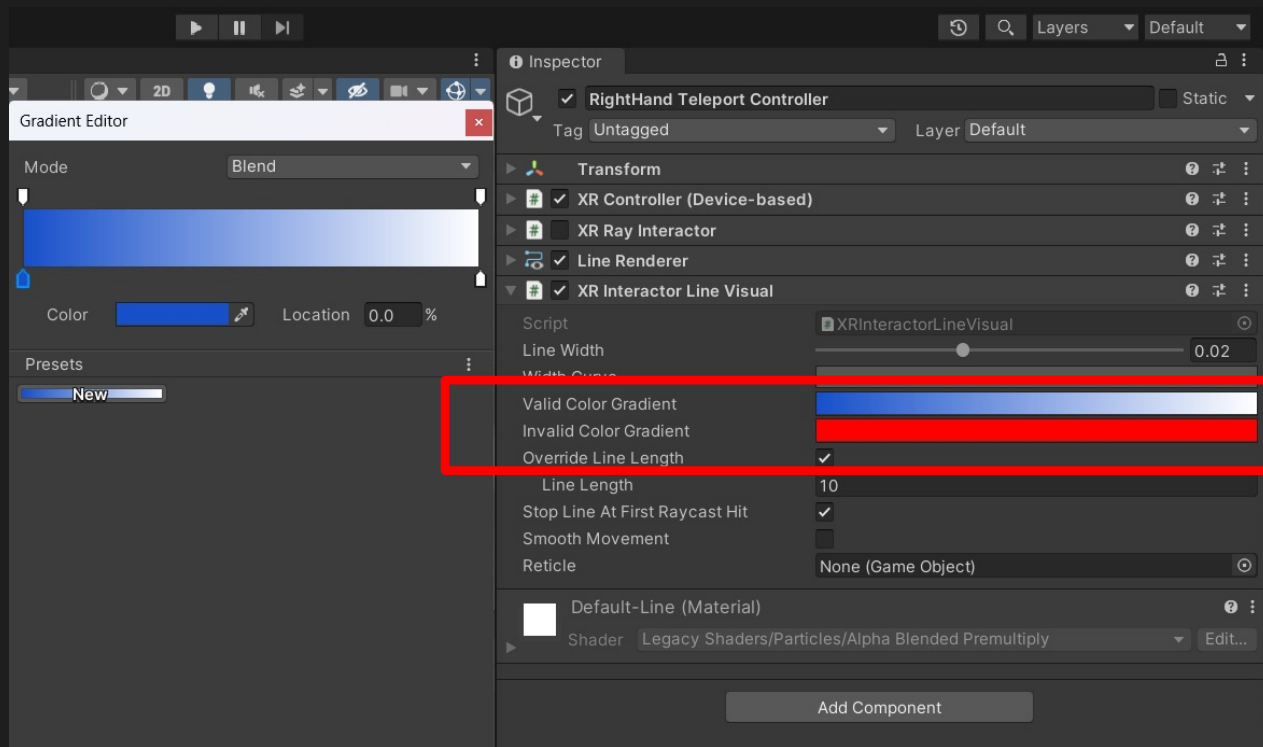 Layers
Default
2D
Inspector
Gradient Editor
RightHand Teleport Controller
Static
Tag Untagged
Layer Default
Mode
Blend
Transform
XR Controller (Device-based)
XR Ray Interactor
Line Renderer
XR Interactor Line Visual
Color
Location 0.0 %
Script
XRInteractorLineVisual
Line Width
0.02
Presets
New
Width Curve
Valid Color Gradient
Invalid Color Gradient
Override Line Length
Line Length
10
Stop Line At First Raycast Hit
Smooth Movement
Reticle
None (Game Object)
Default-Line (Material)
Shader Legacy Shaders/Particles/Alpha Blended Premultiply
Edit...
Add Component